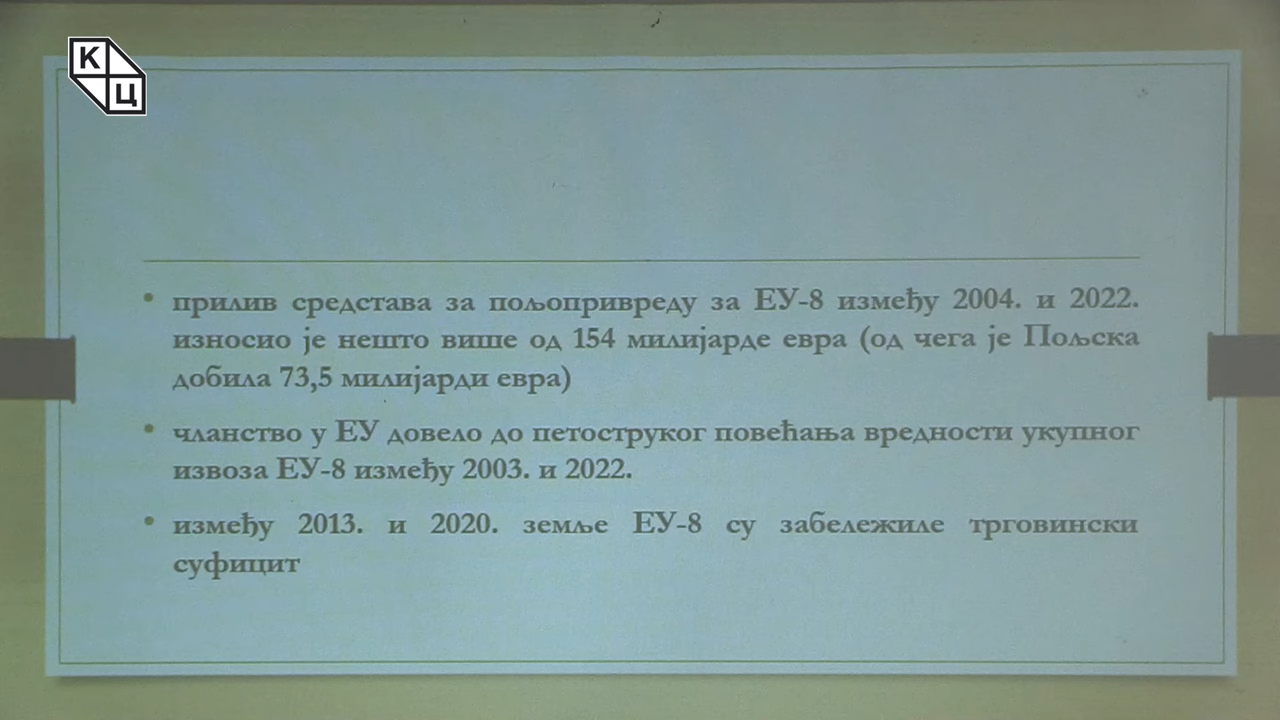 К
Ц
• прилив средстава за пољопривреду за ЕУ-8 између 2004. и 2022.
износио је нешто више од 154 милијарде евра (од чега је Пољска
добила 73,5 милијарди евра)
• чланство у ЕУ довело до петоструког повећања вредности укупног
извоза ЕУ-8 између 2003. и 2022.
• између 2013. и 2020. земље ЕУ-8 су забележиле трговински
суфицит